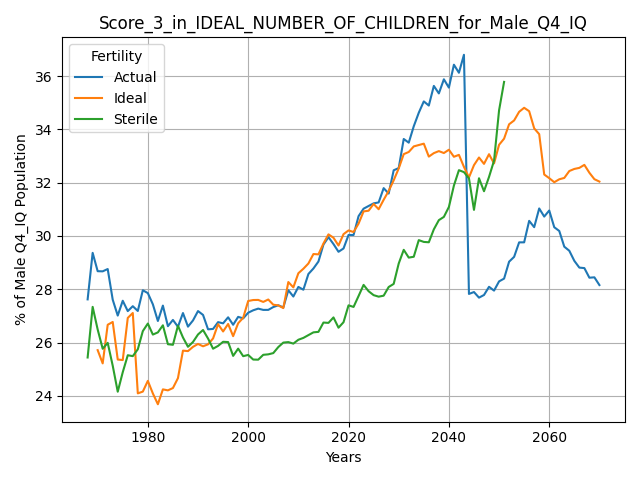 Score_3_in_IDEAL_NUMBER_OF_CHILDREN_for_Male_Q4_IQ
Fertility
Actual
Ideal
Sterile
% of Male Q4_IQ Population
36
34
32
30
28
26
24
1980
2000
2020
2040
2060
Years